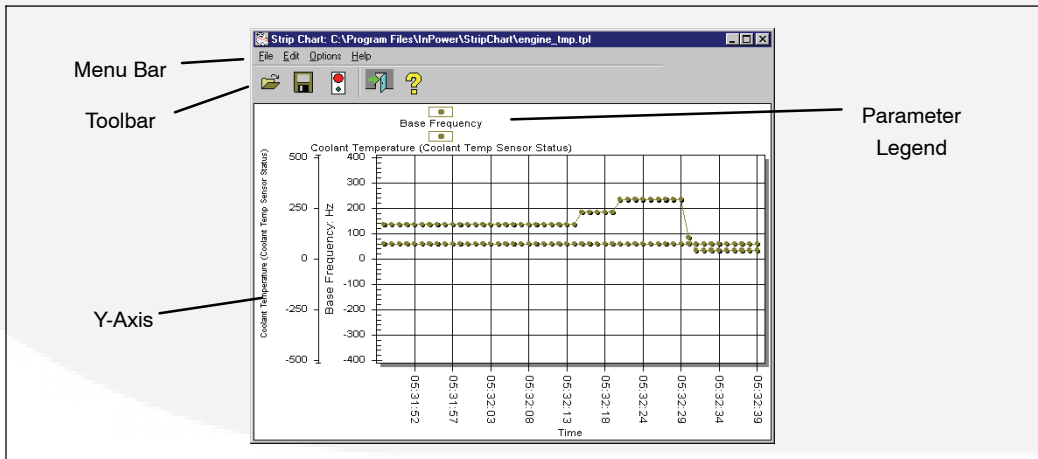 Strip Chart: C:\Program Files\InPower\StripChart\engine_tmp.tpl
File Edit Options Help
Menu Bar
Toolbar
Parameter
Legend
Base Frequency
Coolant Temperature (Coolant Temp Sensor Status)
Y-Axis
Coolant Temperature (Coolant Temp Sensor Status)
500
250
0
-250
-500
Base Frequency: Hz
400
300
200
100
0
-100
-200
-300
-400
05:31:52
05:31:57
05:32:03
05:32:08
05:32:13
05:32:18
05:32:24
05:32:29
05:32:34
05:32:39
Time